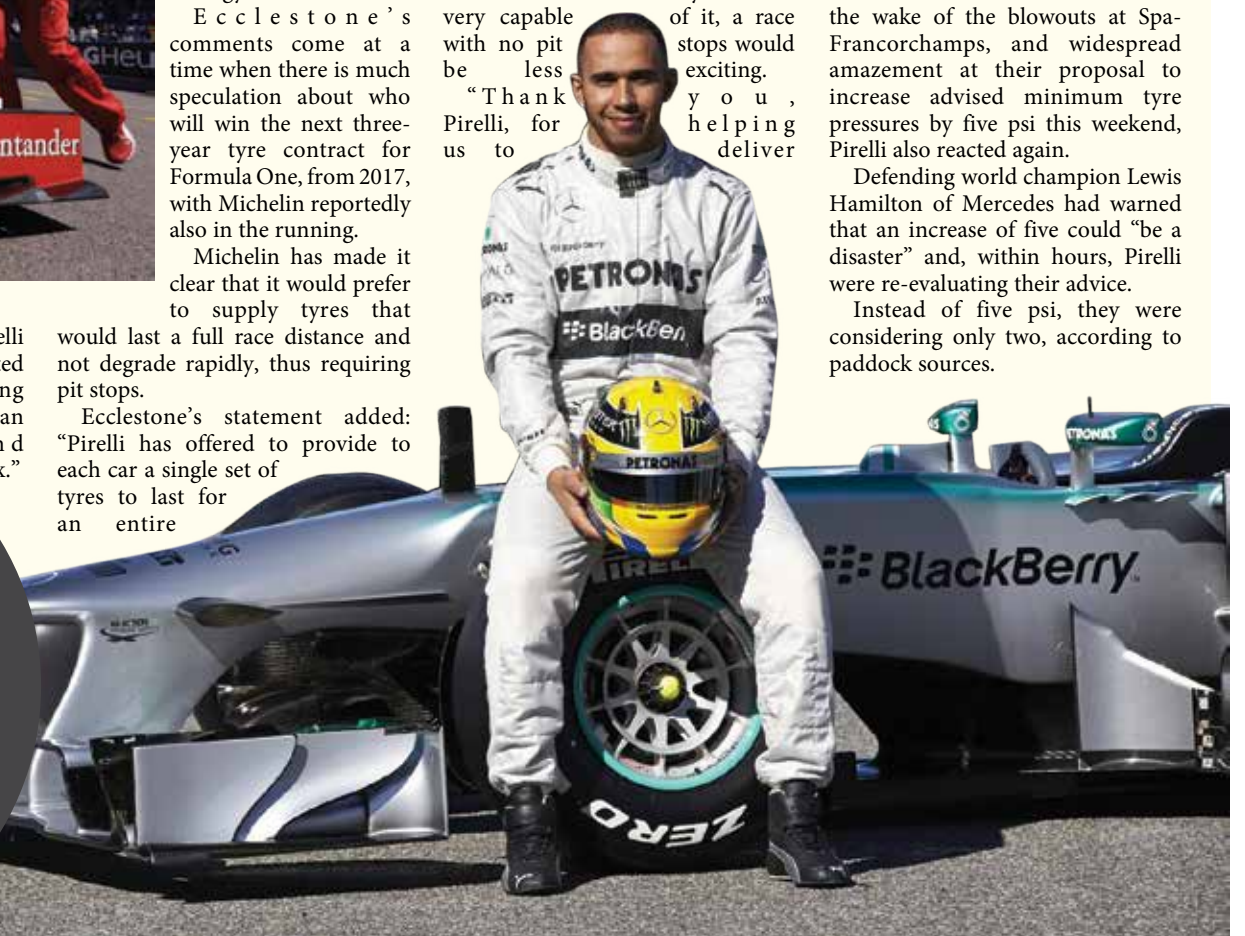 Ecclestone's
comments come at a
time when there is much
speculation about who
will win the next three-
year tyre contract for
Formula One, from 2017,
with Michelin reportedly
also in the running.
Michelin has made it
clear that it would prefer
to supply tyres that
would last a full race distance and
not degrade rapidly, thus requiring
pit stops.
Ecclestone's statement added:
“Pirelli has offered to provide to
each car a single set of
tyres to last for
an entire
very capable of it, a race
with no pit stops would
be less exciting.
“Thank you,
Pirelli, for helping
us to deliver
the wake of the blowouts at Spa-
Francorchamps, and widespread
amazement at their proposal to
increase advised minimum tyre
pressures by five psi this weekend,
Pirelli also reacted again.
Defending world champion Lewis
Hamilton of Mercedes had warned
that an increase of five could “be a
disaster” and, within hours, Pirelli
were re-evaluating their advice.
Instead of five psi, they were
considering only two, according to
paddock sources.
PETRONAS
BlackBerr
PETRONAS
PETRONAS
BlackBerry
ZERO